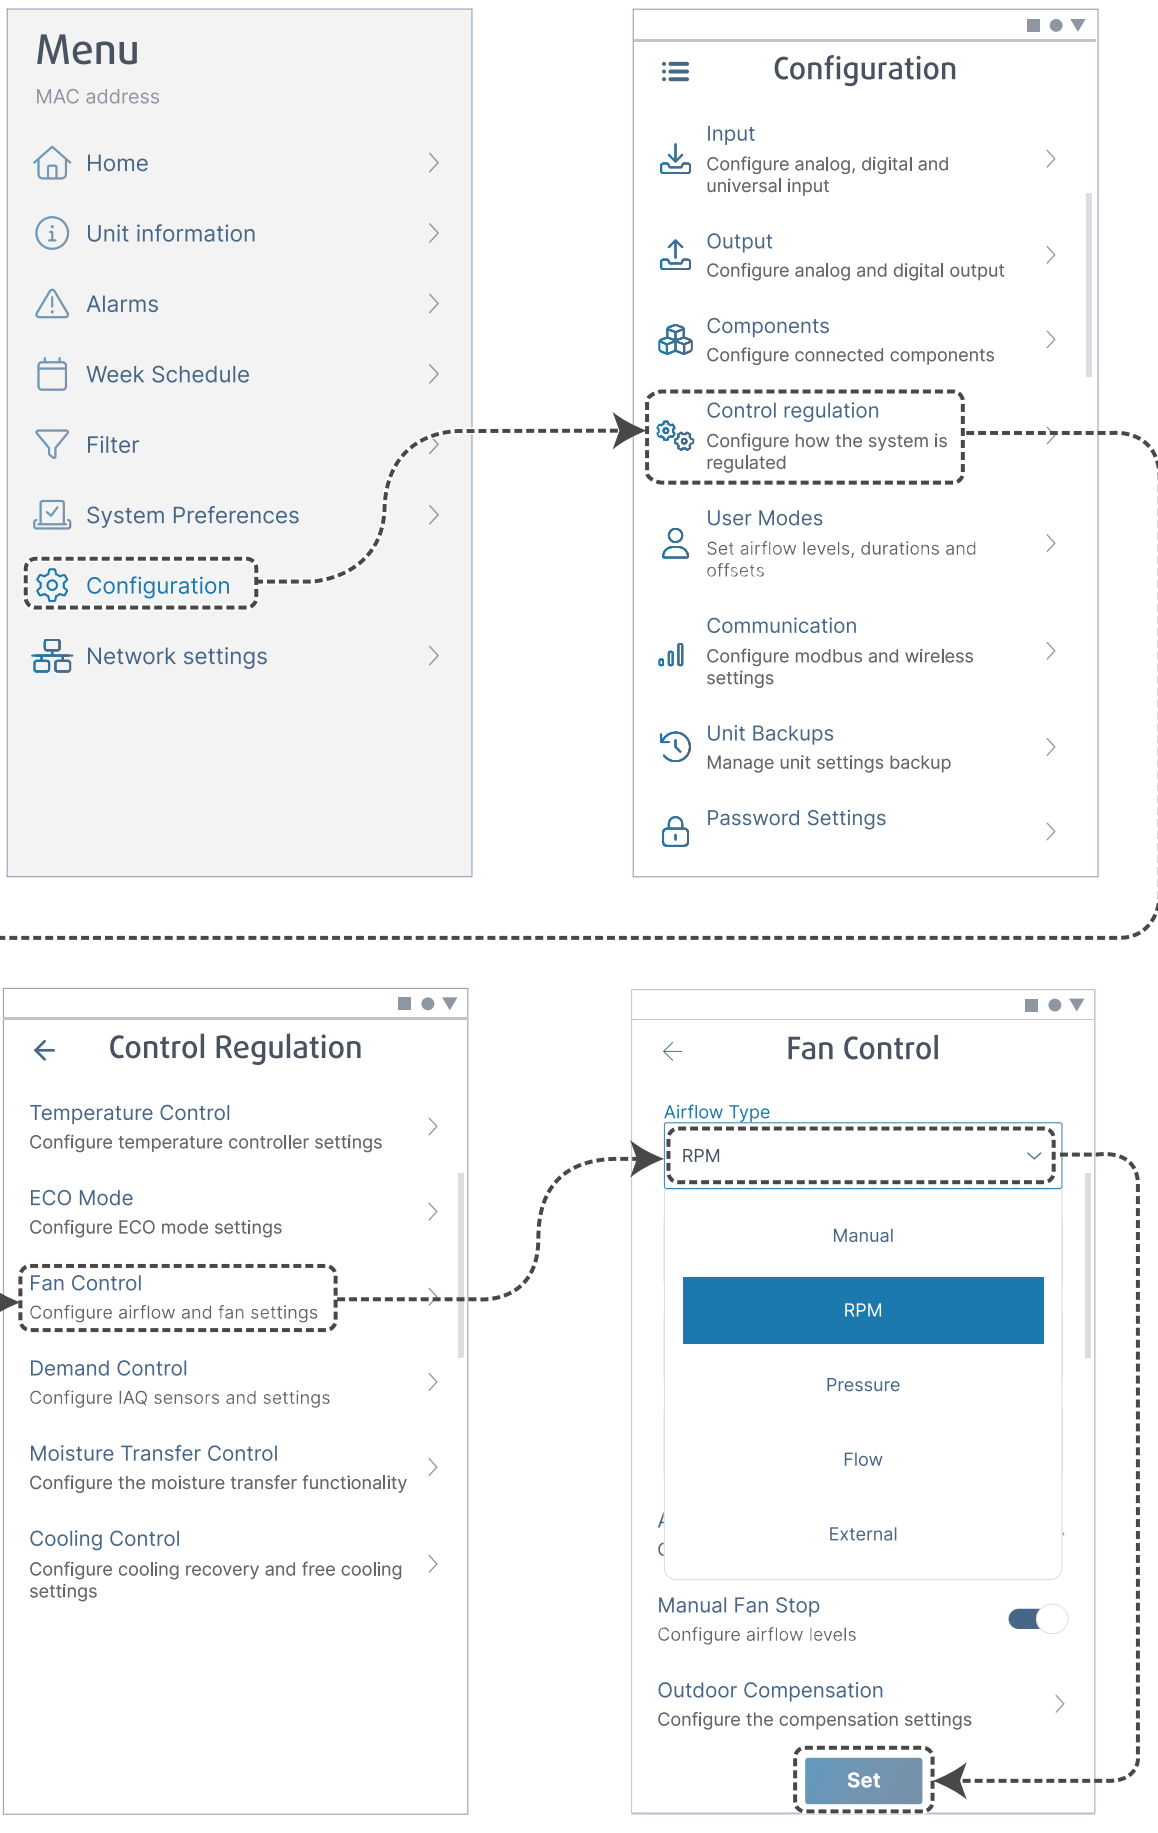 Menu
MAC address
Home
Unit information
Alarms
Week Schedule
Filter
System Preferences
Configuration
Network settings
Configuration
Input
Configure analog, digital and
universal input
Output
Configure analog and digital output
Components
Configure connected components
Control regulation
Configure how the system is
regulated
User Modes
Set airflow levels, durations and
offsets
Communication
Configure modbus and wireless
settings
Unit Backups
Manage unit settings backup
Password Settings
Control Regulation
Temperature Control
Configure temperature controller settings
ECO Mode
Configure ECO mode settings
Fan Control
Configure airflow and fan settings
Demand Control
Configure IAQ sensors and settings
Moisture Transfer Control
Configure the moisture transfer functionality
Cooling Control
Configure cooling recovery and free cooling
settings
Fan Control
Airflow Type
RPM
Manual
RPM
Pressure
Flow
External
Manual Fan Stop
Configure airflow levels
Outdoor Compensation
Configure the compensation settings
Set